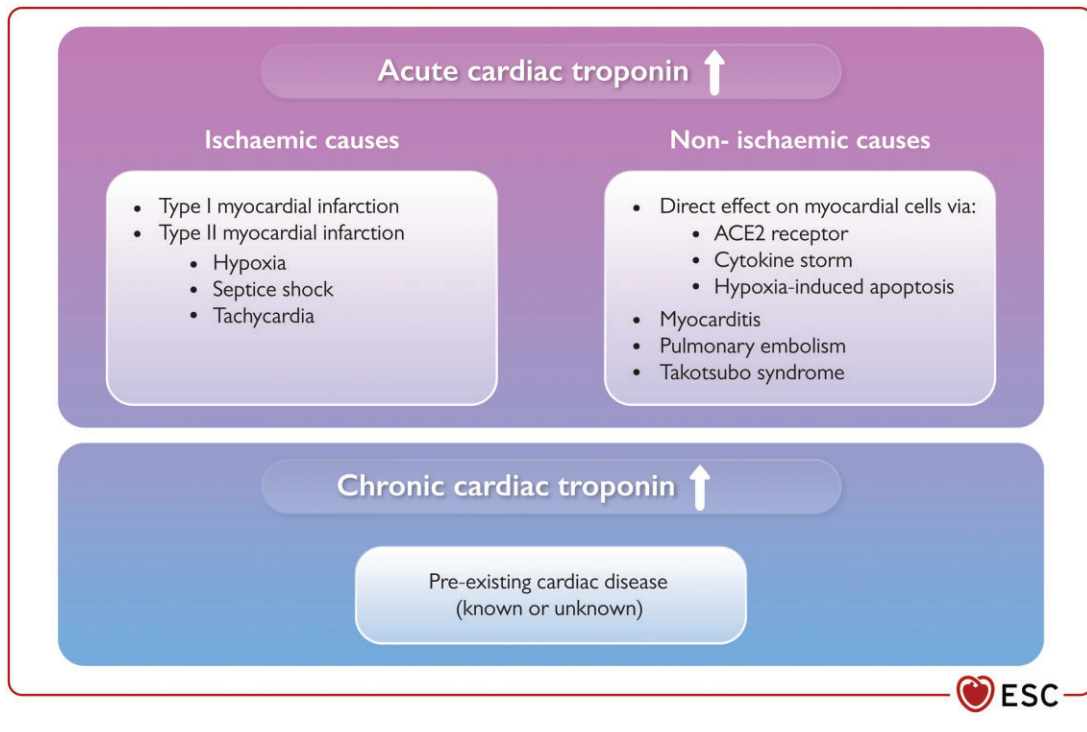 Acute cardiac troponin
Ischaemic causes
• Type I myocardial infarction
• Type II myocardial infarction
• Hypoxia
• Septice shock
• Tachycardia
Non- ischaemic causes
• Direct effect on myocardial cells via:
• ACE2 receptor
• Cytokine storm
• Hypoxia-induced apoptosis
• Myocarditis
• Pulmonary embolism
• Takotsubo syndrome
Chronic cardiac troponin
Pre-existing cardiac disease
(known or unknown)
ESC